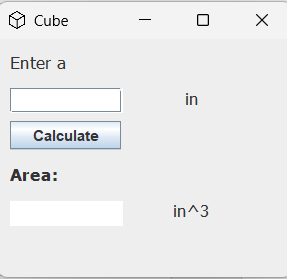 Cube
Enter a
in
Calculate
Area:
in^3